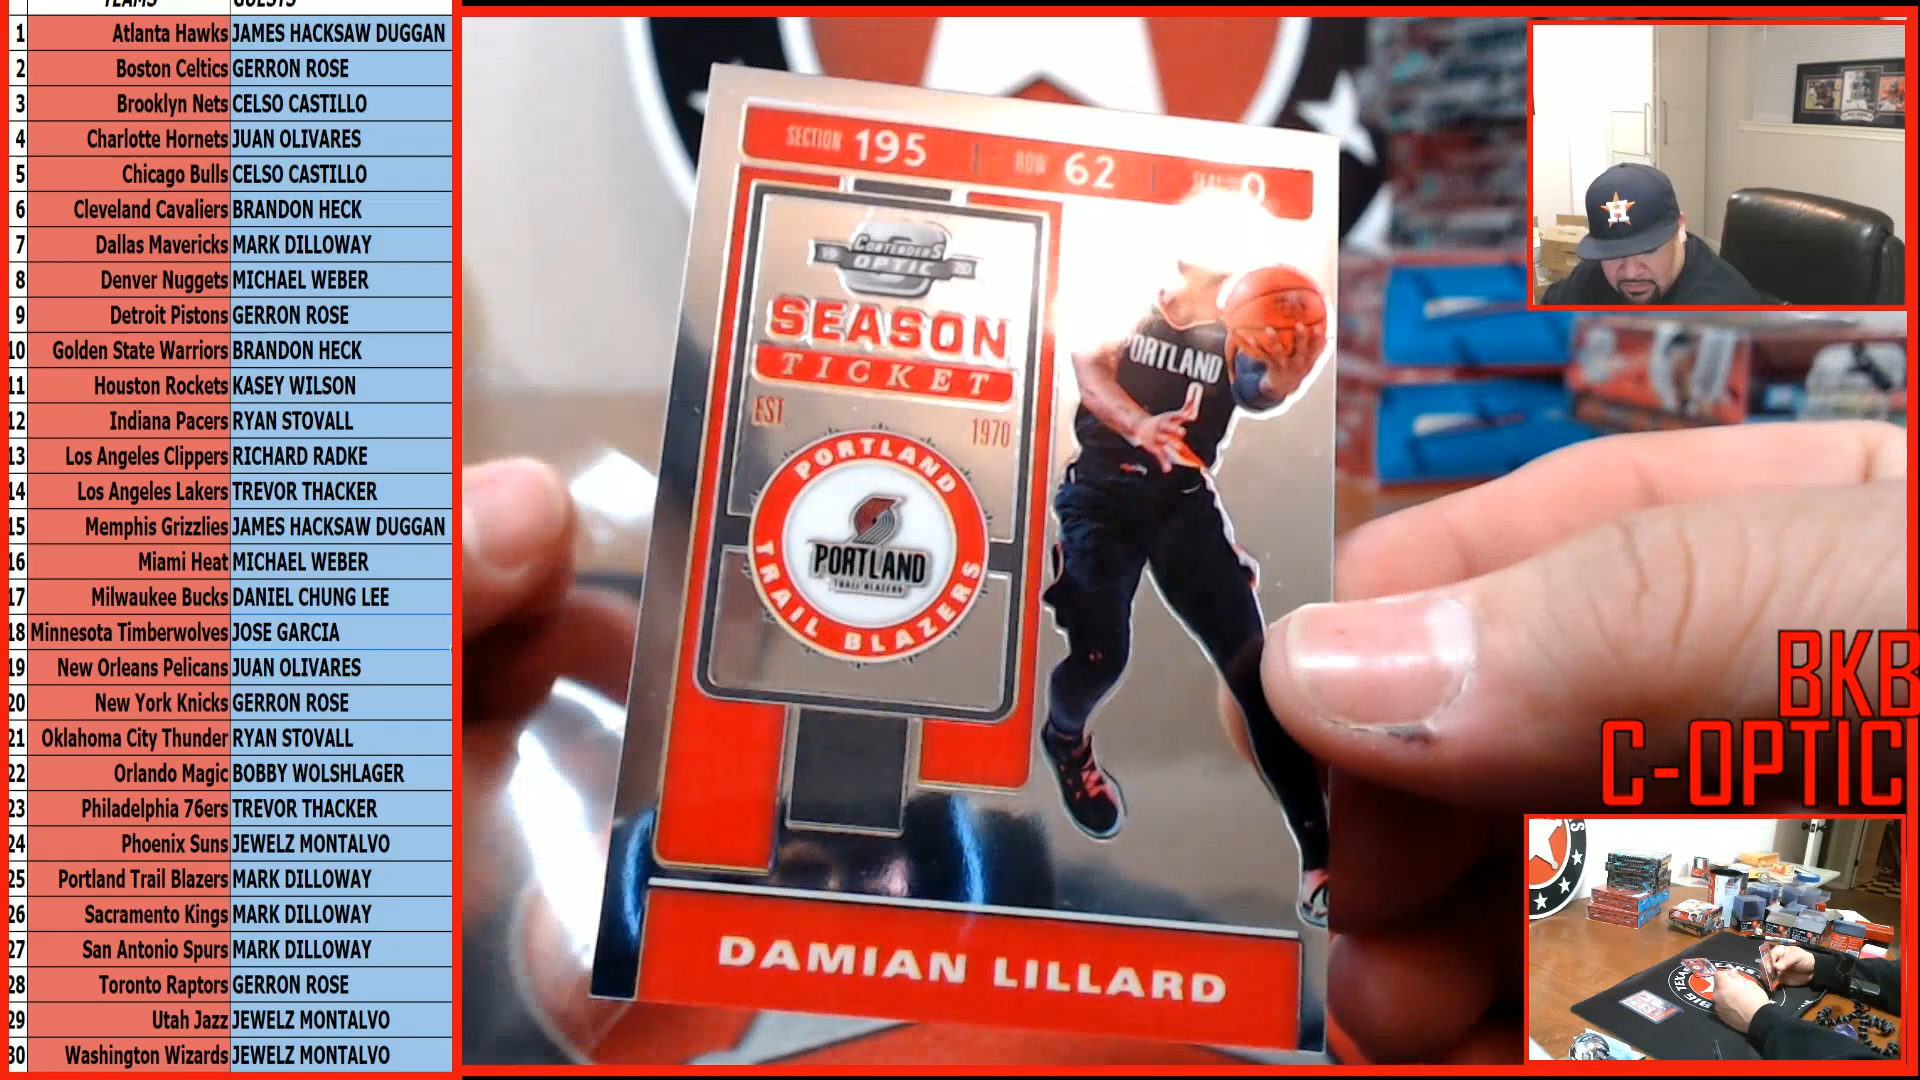 TEAMS GUESTS
1 Atlanta Hawks JAMES HACKSAW DUGGAN
2 Boston Celtics GERRON ROSE
3 Brooklyn Nets CELSO CASTILLO
4 Charlotte Hornets JUAN OLIVARES
5 Chicago Bulls CELSO CASTILLO
6 Cleveland Cavaliers BRANDON HECK
7 Dallas Mavericks MARK DILLOWAY
8 Denver Nuggets MICHAEL WEBER
9 Detroit Pistons GERRON ROSE
10 Golden State Warriors BRANDON HECK
11 Houston Rockets KASEY WILSON
12 Indiana Pacers RYAN STOVALL
13 Los Angeles Clippers RICHARD RADKE
14 Los Angeles Lakers TREVOR THACKER
15 Memphis Grizzlies JAMES HACKSAW DUGGAN
16 Miami Heat MICHAEL WEBER
17 Milwaukee Bucks DANIEL CHUNG LEE
18 Minnesota Timberwolves JOSE GARCIA
19 New Orleans Pelicans JUAN OLIVARES
20 New York Knicks GERRON ROSE
21 Oklahoma City Thunder RYAN STOVALL
22 Orlando Magic BOBBY WOLSHLAGER
23 Philadelphia 76ers TREVOR THACKER
24 Phoenix Suns JEWELZ MONTALVO
25 Portland Trail Blazers MARK DILLOWAY
26 Sacramento Kings MARK DILLOWAY
27 San Antonio Spurs MARK DILLOWAY
28 Toronto Raptors GERRON ROSE
29 Utah Jazz JEWELZ MONTALVO
30 Washington Wizards JEWELZ MONTALVO
SECTION 195 ROW 62 SEAT 0
CONTENDERS
OPTIC
SEASON
TICKET
EST. 1970
PORTLAND
PORTLAND
TRAIL BLAZERS
TRAIL BLAZERS
ORTLAND
0
DAMIAN LILLARD
H
BKB
C-OPTIC